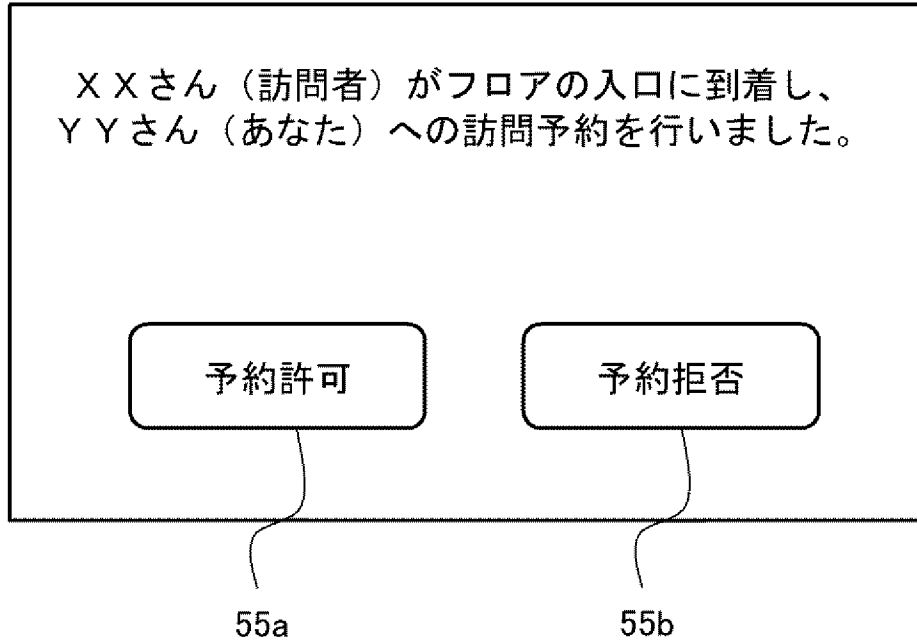 ＸＸさん（訪問者）がフロアの入口に到着し、
ＹＹさん（あなた）への訪問予約を行いました。
予約許可
予約拒否
55a
55b